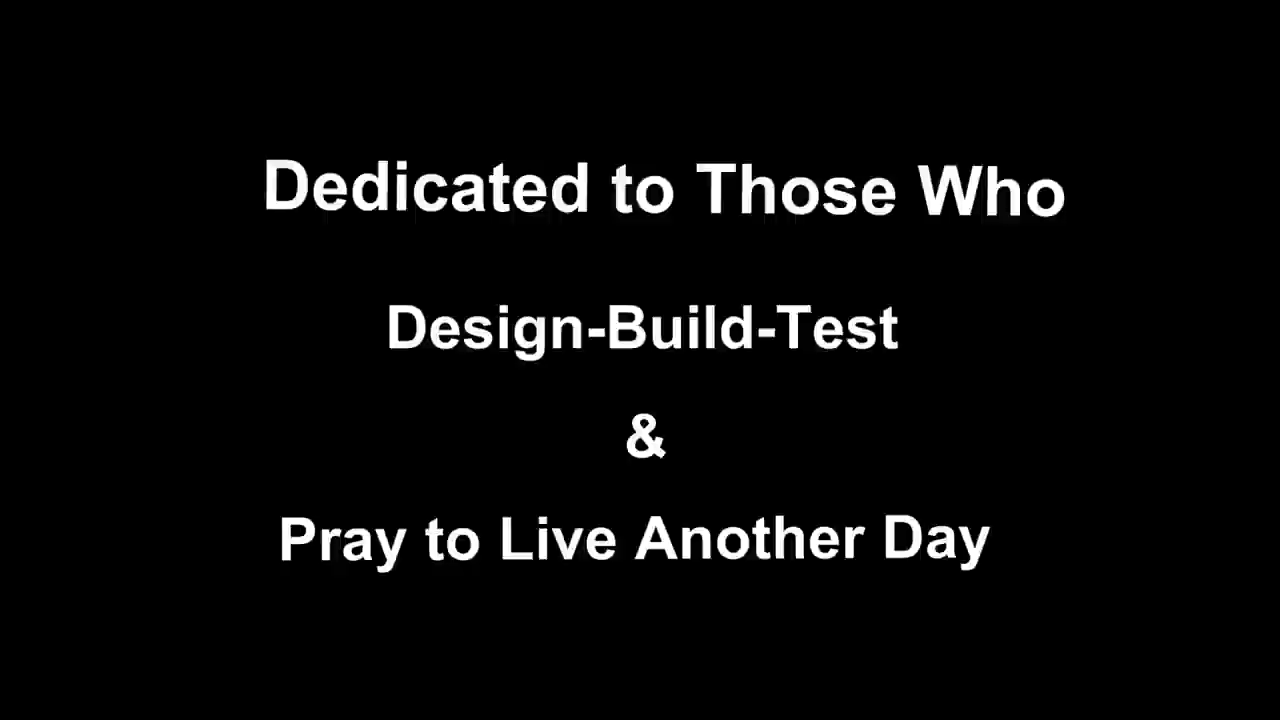 Dedicated to Those Who
Design-Build-Test
&
Pray to Live Another Day